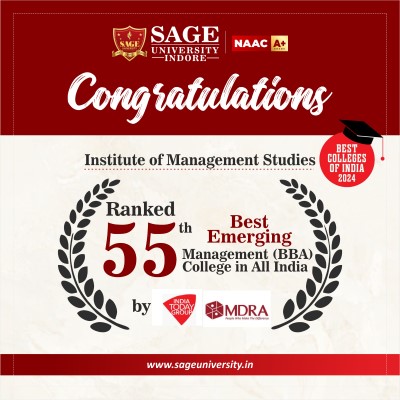 SAGE
SAGE
UNIVERSITY
INDORE
NAAC A+
Congratulations
Institute of Management Studies
BEST
COLLEGES
OF INDIA
2024
Ranked
55th
Best
Emerging
Management (BBA)
College in All India
by
INDIA
TODAY
GROUP
MDRA
www.sageuniversity.in